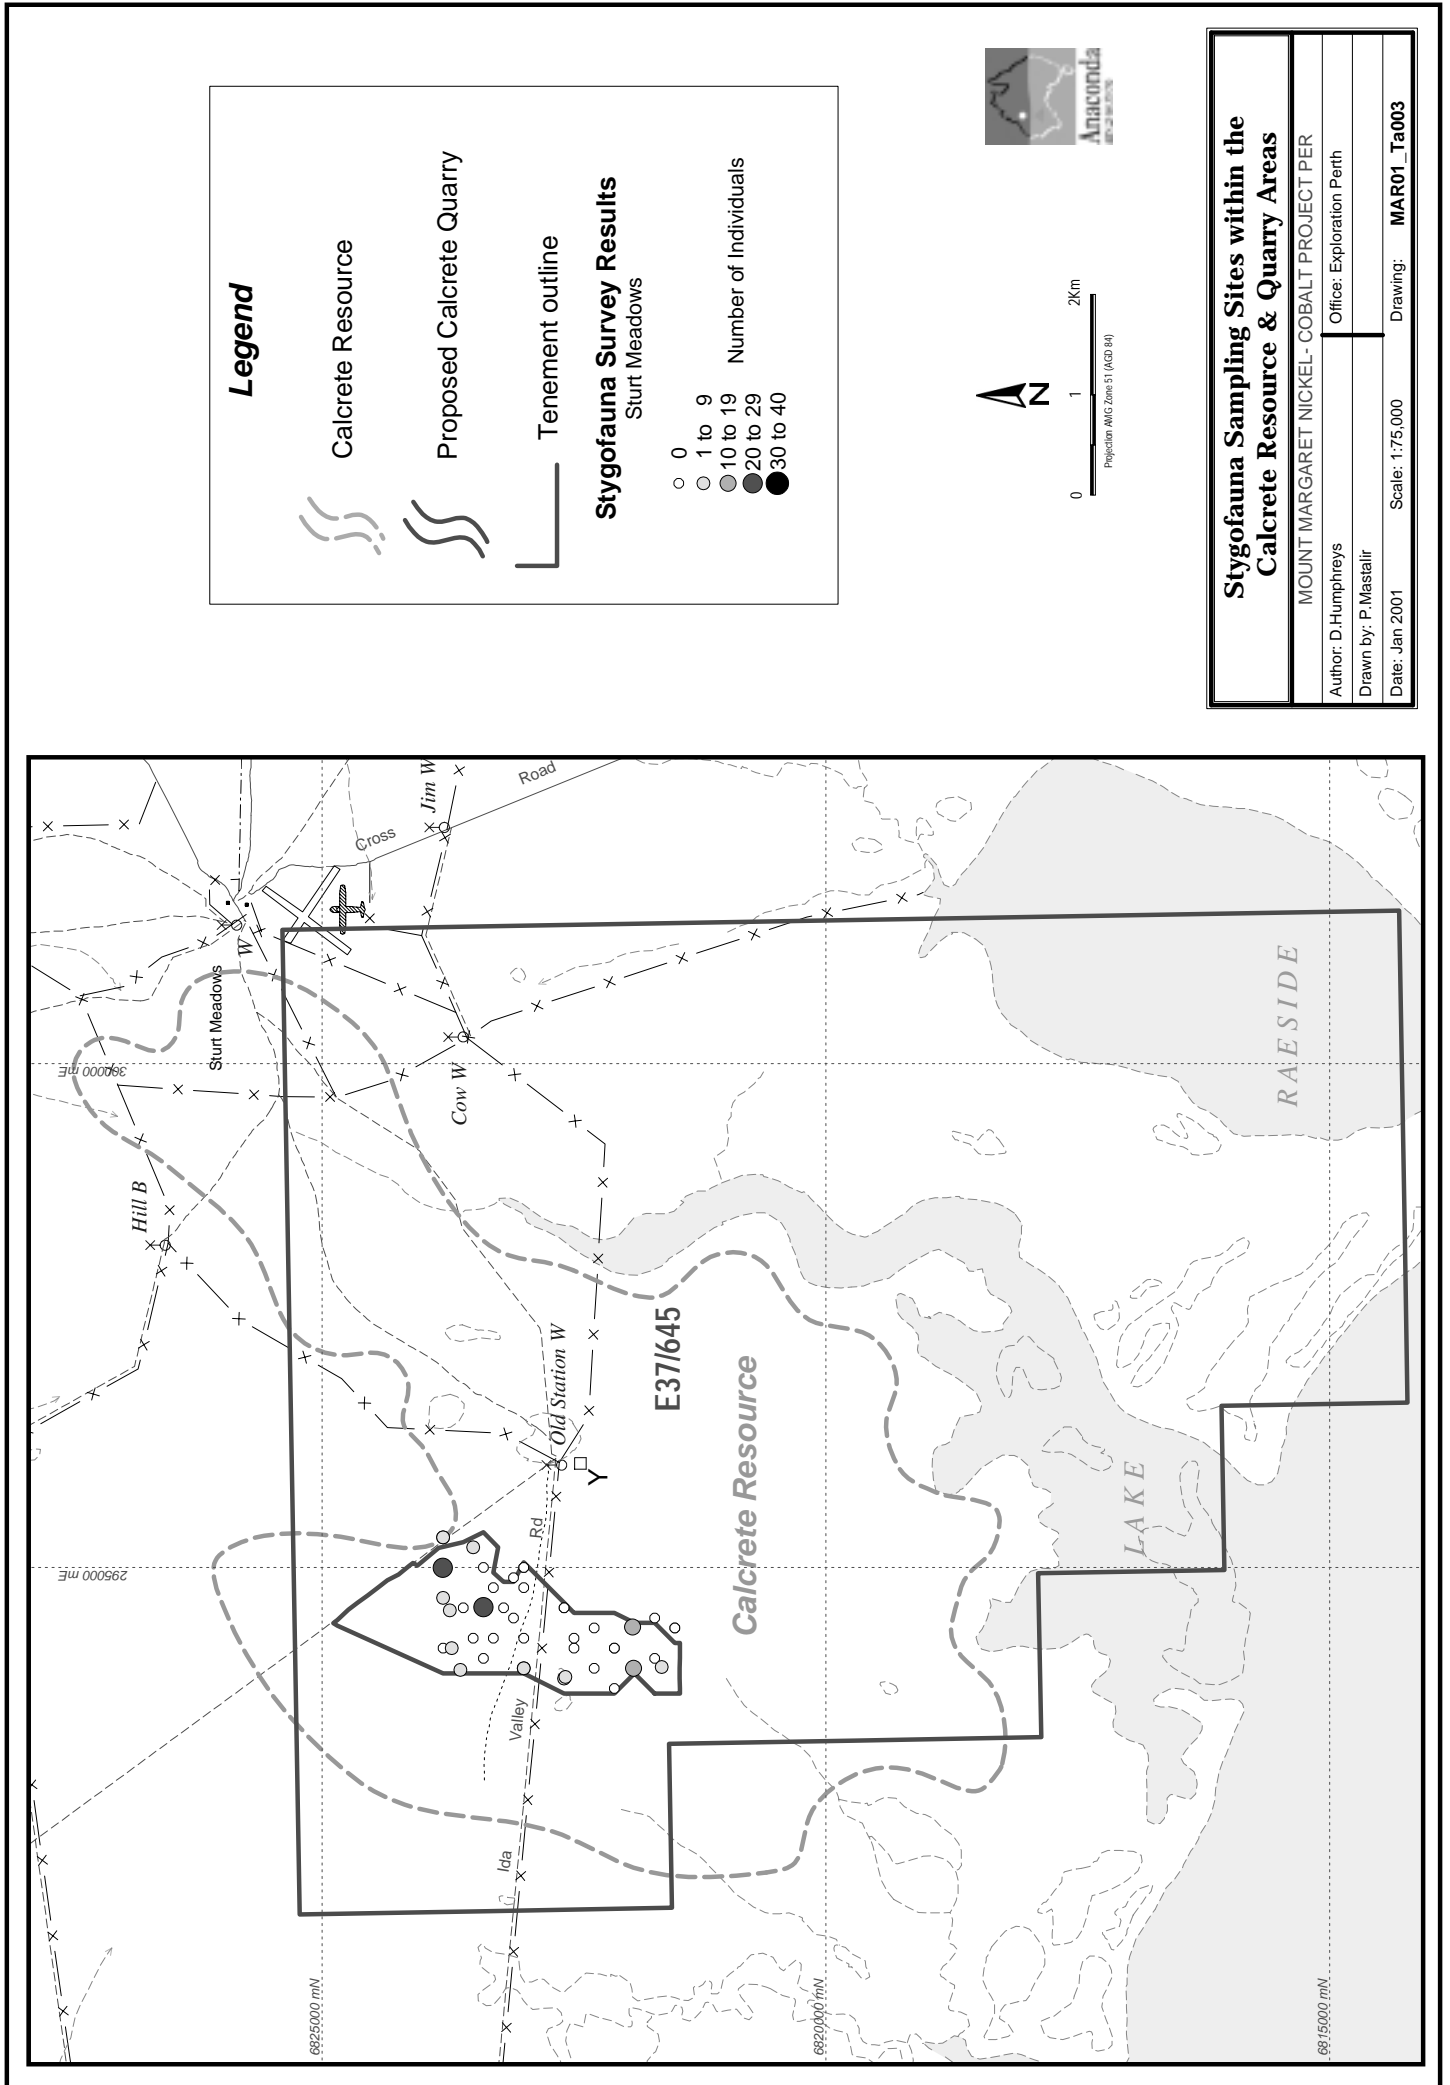 300000 mE
295000 mE
6825000 mN
6820000 mN
6815000 mN
Hill B
Sturt Meadows
W
Cross
Road
Jim W
Cow W
Old Station W
Y
Ida
Valley
Rd
E37/645
Calcrete Resource
LAKE
RAESIDE
Legend
Calcrete Resource
Proposed Calcrete Quarry
Tenement outline
Stygofauna Survey Results
Sturt Meadows
Number of Individuals
0
1 to 9
10 to 19
20 to 29
30 to 40
N
0 1 2Km
Projection AMG Zone 51 (AGD 84)
Anaconda
Stygofauna Sampling Sites within the
Calcrete Resource & Quarry Areas
MOUNT MARGARET NICKEL- COBALT PROJECT PER
Author: D.Humphreys Office: Exploration Perth
Drawn by: P.Mastalir
Date: Jan 2001 Scale: 1:75,000 Drawing: MAR01_Ta003